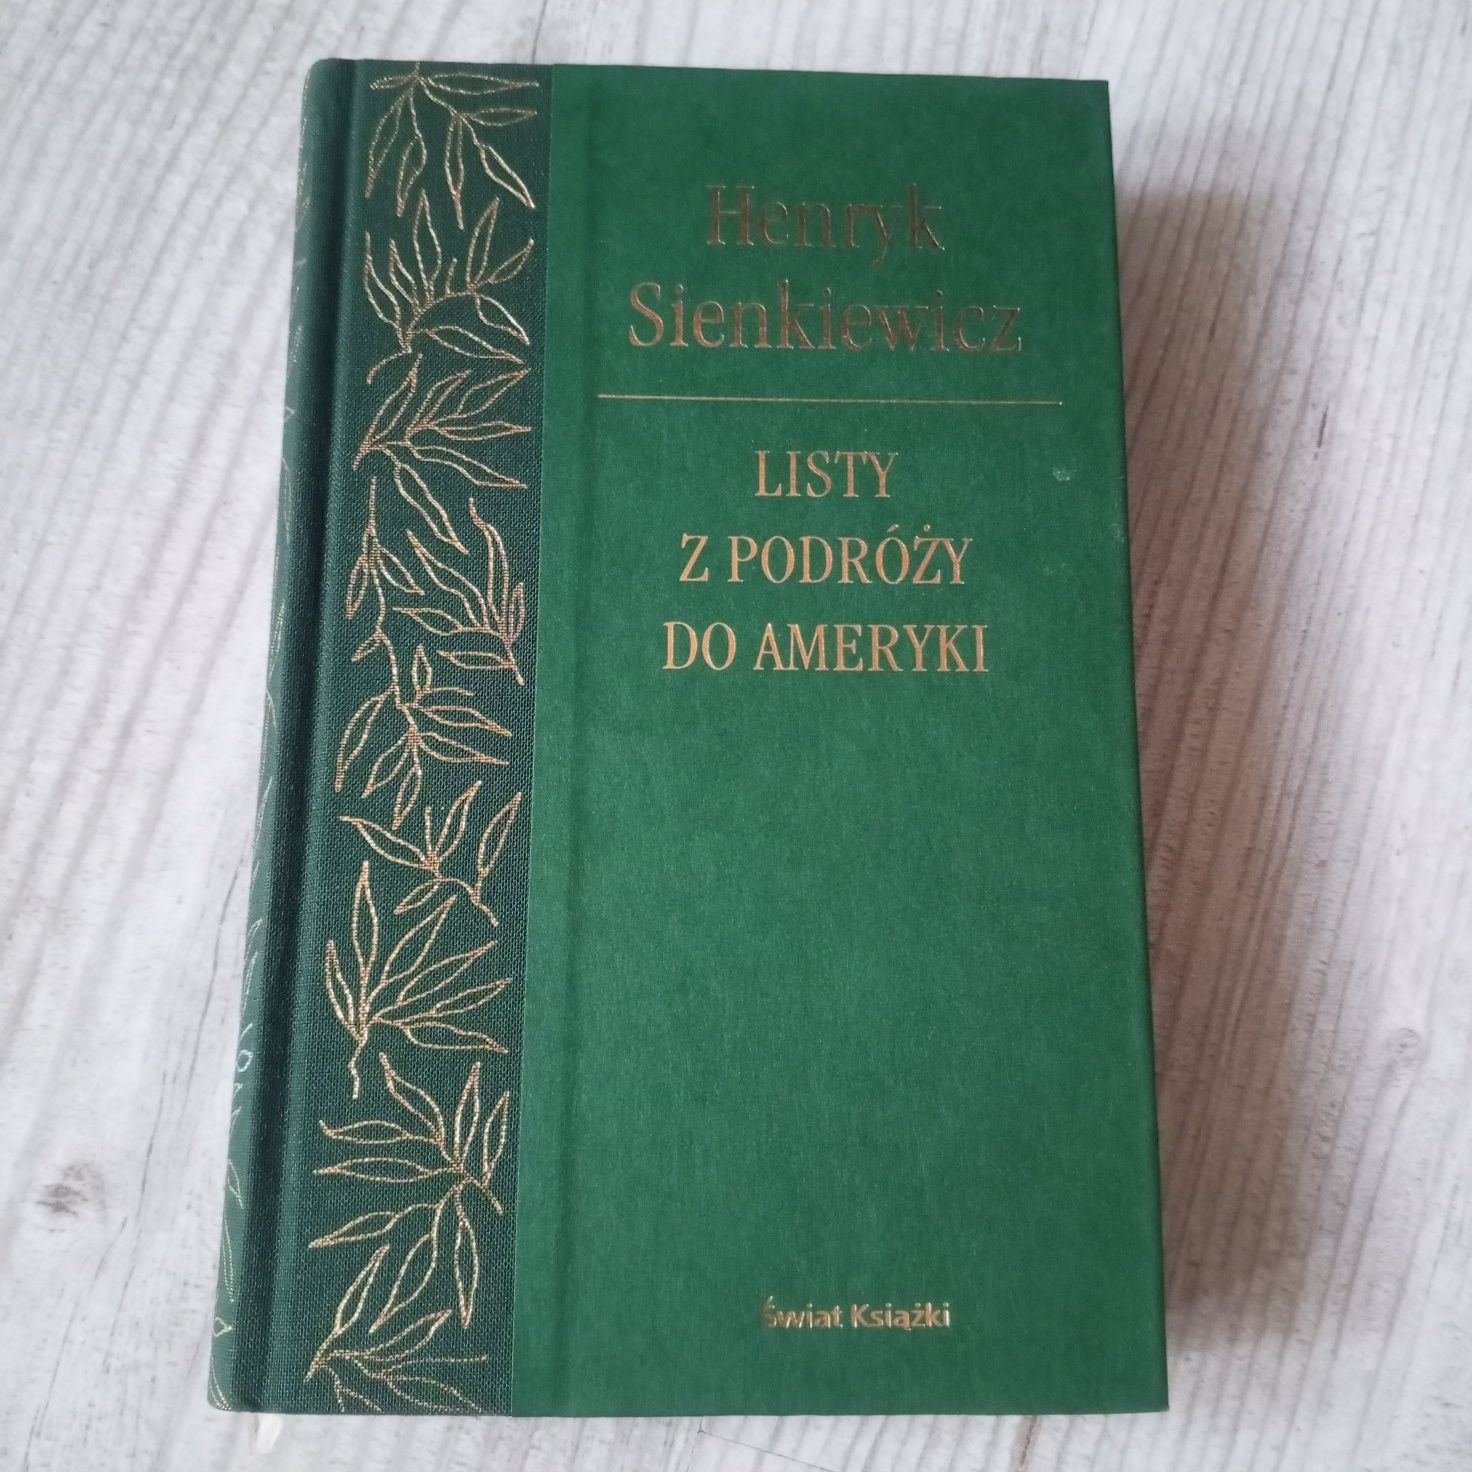 Henryk
Sienkiewicz
LISTY
Z PODRÓŻY
DO AMERYKI
Świat Książki